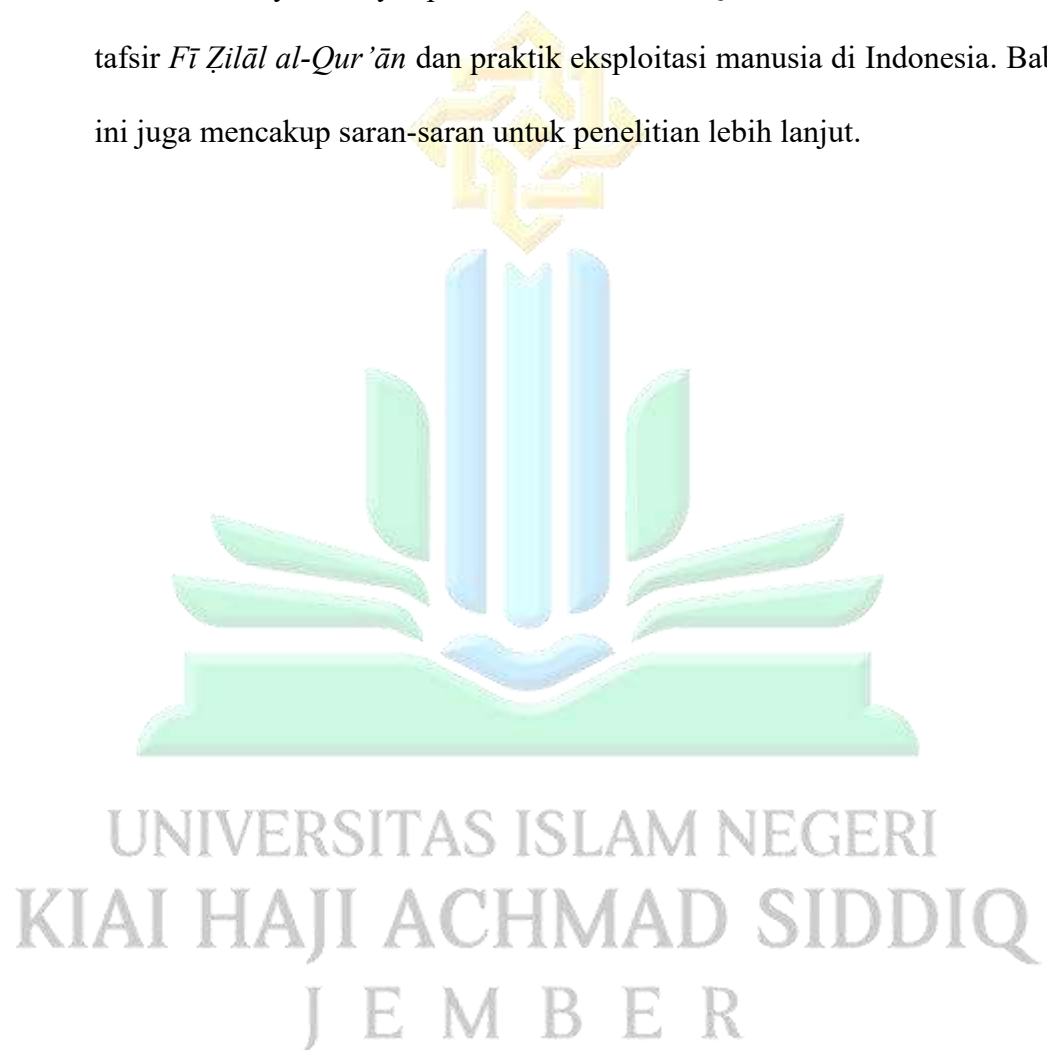 tafsir Fī Ẓilāl al-Qur’ān dan praktik eksploitasi manusia di Indonesia. Bab
ini juga mencakup saran-saran untuk penelitian lebih lanjut.
UNIVERSITAS ISLAM NEGERI
KIAI HAJI ACHMAD SIDDIQ
JEMBER